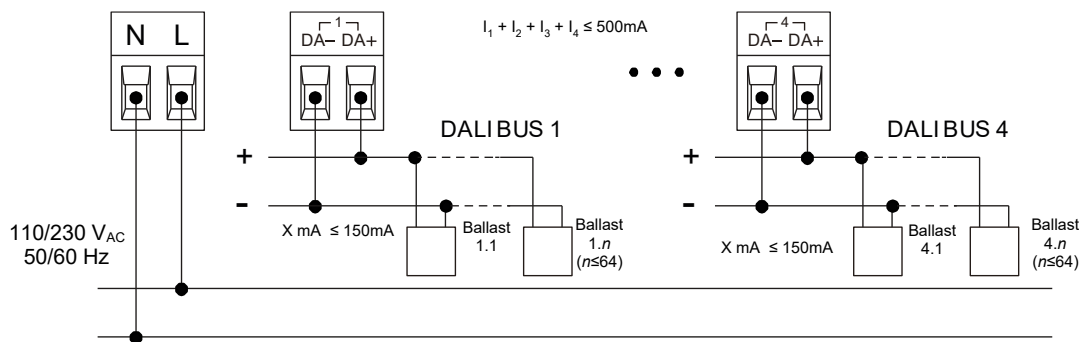 N L
1
DA– DA+
I1 + I2 + I3 + I4 ≤ 500mA
4
DA– DA+
DALI BUS 1
DALI BUS 4
+
+
-
-
110/230 VAC
50/60 Hz
X mA ≤ 150mA
Ballast
1.1
Ballast
1.n
(n≤64)
X mA ≤ 150mA
Ballast
4.1
Ballast
4.n
(n≤64)